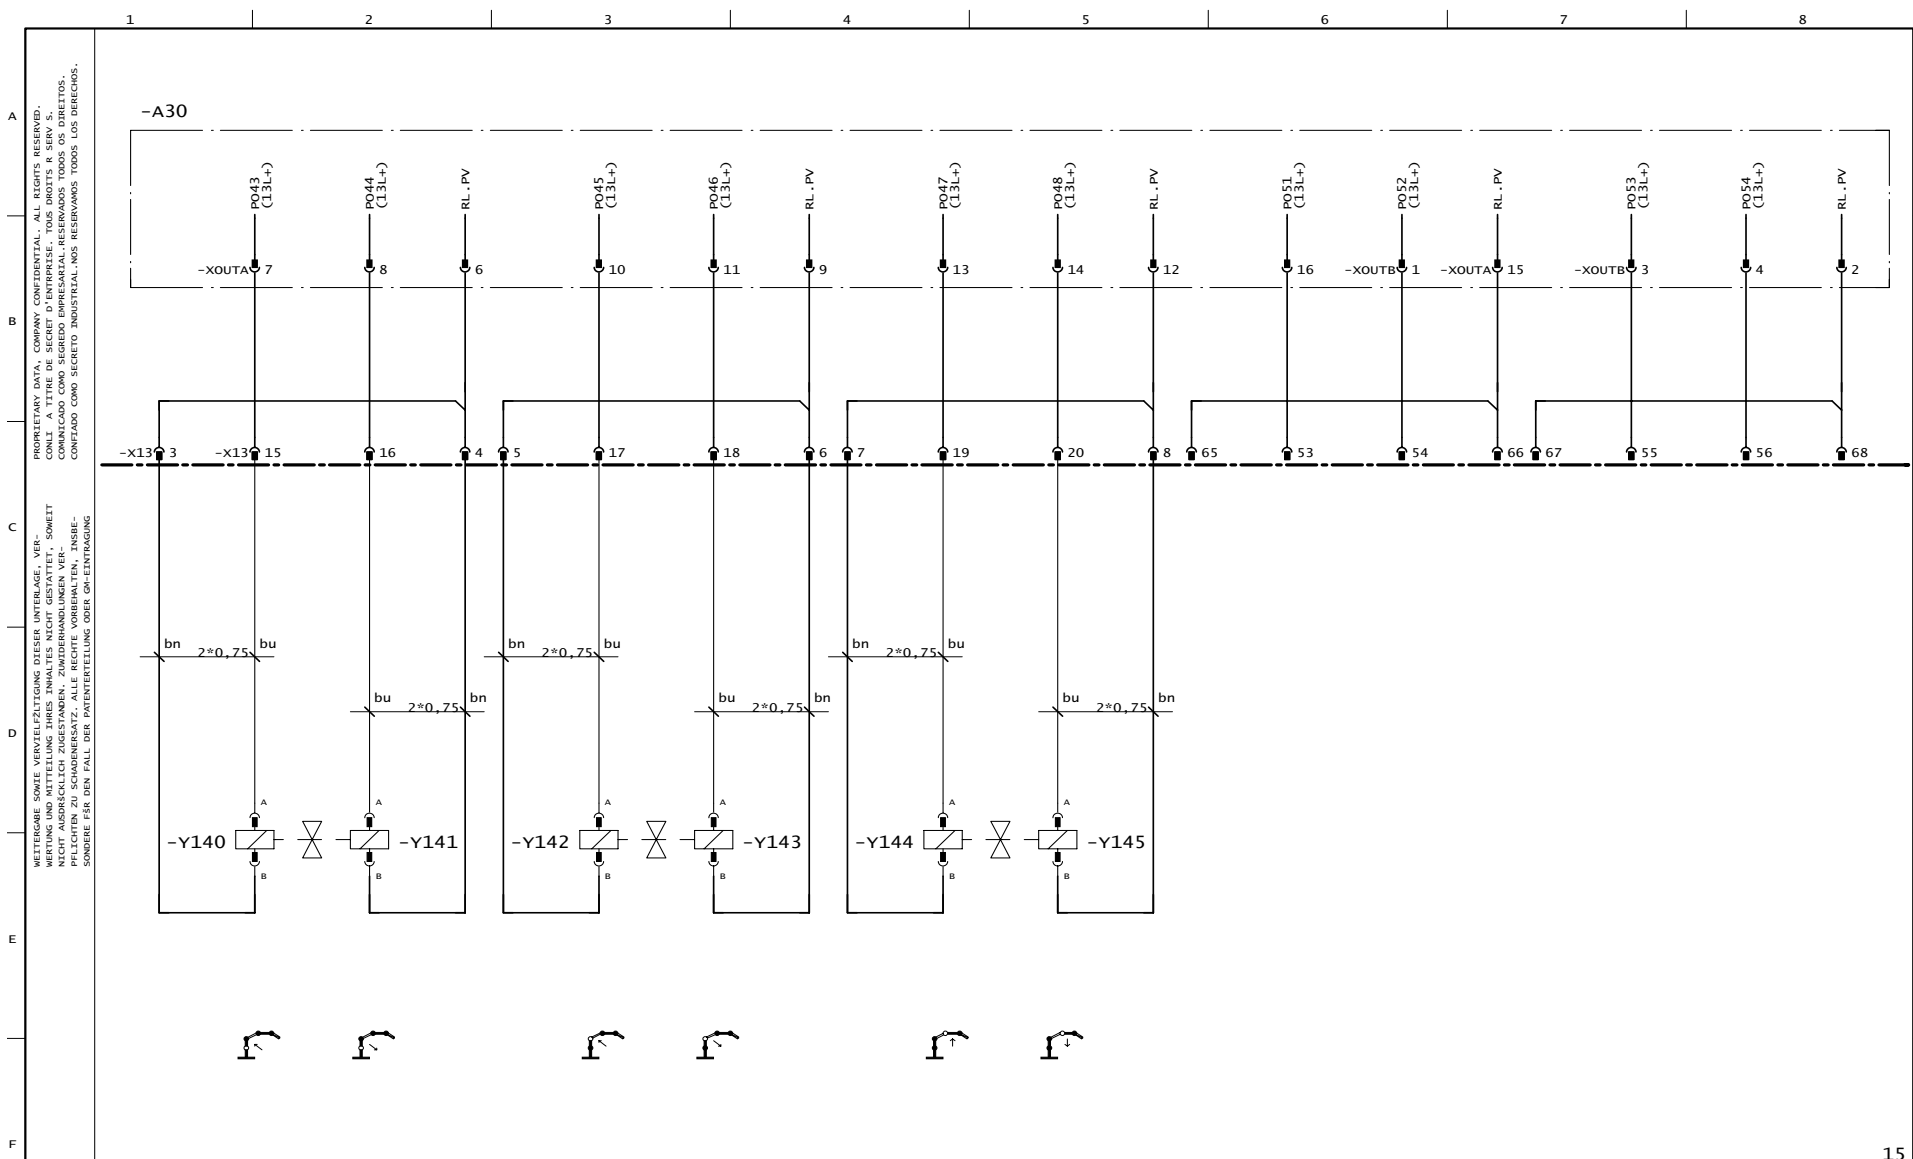 1 2 3 4 5 6 7 8
A
B
C
D
E
F
PROPRIETARY DATA, COMPANY CONFIDENTIAL. ALL RIGHTS RESERVED.
CONLI A TITRE DE SECRET D'ENTRPRISE. TOUS DROITS R SERV S.
COMUNICADO COMO SEGREDO EMPRESARIAL.RESERVADOS TODOS OS DIREITOS.
CONFIADO COMO SECRETO INDUSTRIAL.NOS RESERVAMOS TODOS LOS DERECHOS.
WEITERGABE SOWIE VERVIELFŽLTIGUNG DIESER UNTERLAGE, VER-
WERTUNG UND MITTEILUNG IHRES INHALTES NICHT GESTATTET, SOWEIT
NICHT AUSDRŠCKLICH ZUGESTANDEN. ZUWIDERHANDLUNGEN VER-
PFLICHTEN ZU SCHADENERSATZ. ALLE RECHTE VORBEHALTEN, INSBE-
SONDERE FŠR DEN FALL DER PATENTERTEILUNG ODER GM-EINTRAGUNG
-A30
PO43 (13L+)
PO44 (13L+)
RL.PV
PO45 (13L+)
PO46 (13L+)
RL.PV
PO47 (13L+)
PO48 (13L+)
RL.PV
PO51 (13L+)
PO52 (13L+)
RL.PV
PO53 (13L+)
PO54 (13L+)
RL.PV
-XOUTA 7 8 6 10 11 9 13 14 12 16 -XOUTB 1 -XOUTA 15 -XOUTB 3 4 2
-X13 3 -X13 15 16 4 5 17 18 6 7 19 20 8 65 53 54 66 67 55 56 68
bn 2*0,75 bu bn 2*0,75 bu bn 2*0,75 bu
bu 2*0,75 bn bu 2*0,75 bn bu 2*0,75 bn
A A A A A A
-Y140 -Y141 -Y142 -Y143 -Y144 -Y145
B B B B B B
15